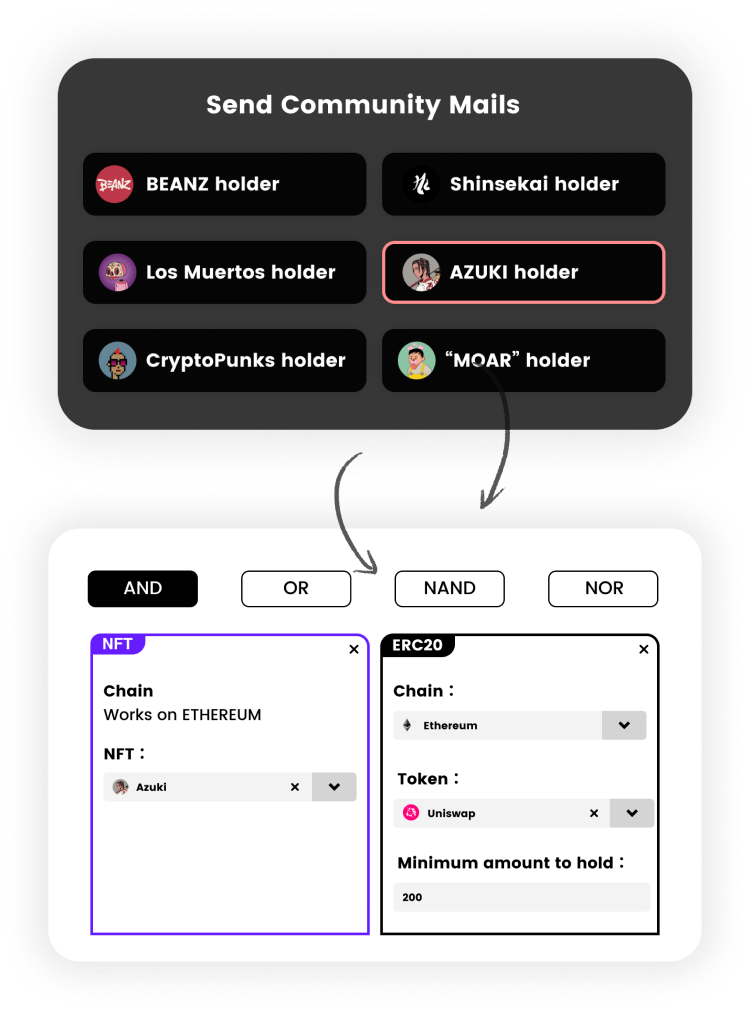 Send Community Mails
BEANZ
BEANZ holder
Shinsekai holder
Los Muertos holder
AZUKI holder
CryptoPunks holder
“MOAR” holder
AND
OR
NAND
NOR
NFT
×
Chain
Works on ETHEREUM
NFT：
Azuki
×
ERC20
×
Chain：
Ethereum
Token：
Uniswap
×
Minimum amount to hold：
200